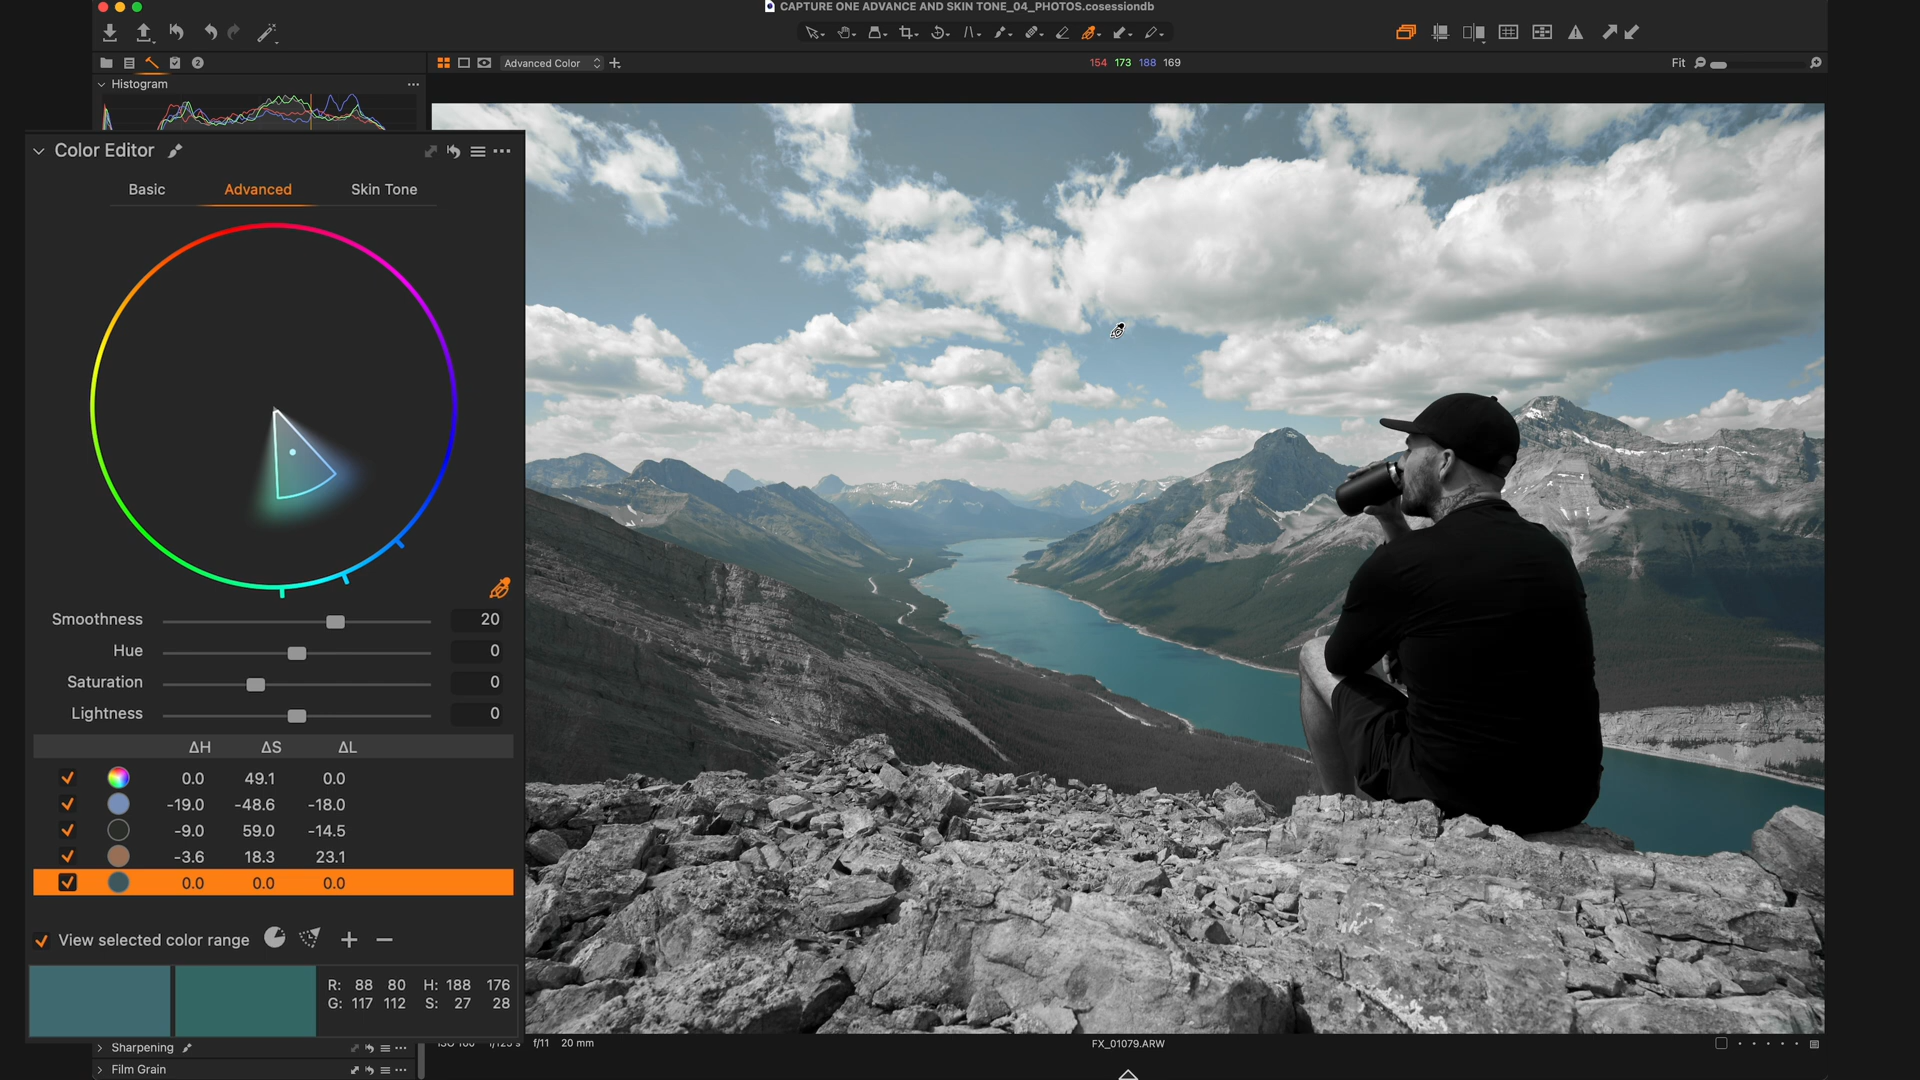 CAPTURE ONE ADVANCE AND SKIN TONE_04_PHOTOS.cosessiondb
2
Advanced Color
154 173 188 169
Fit
Histogram
Color Editor
Basic Advanced Skin Tone
Smoothness 20
Hue 0
Saturation 0
Lightness 0
ΔH ΔS ΔL
0.0 49.1 0.0
-19.0 -48.6 -18.0
-9.0 59.0 -14.5
-3.6 18.3 23.1
0.0 0.0 0.0
View selected color range
R: 88 80 H: 188 176
G: 117 112 S: 27 28
Sharpening
f/11 20 mm
FX_01079.ARW
Film Grain